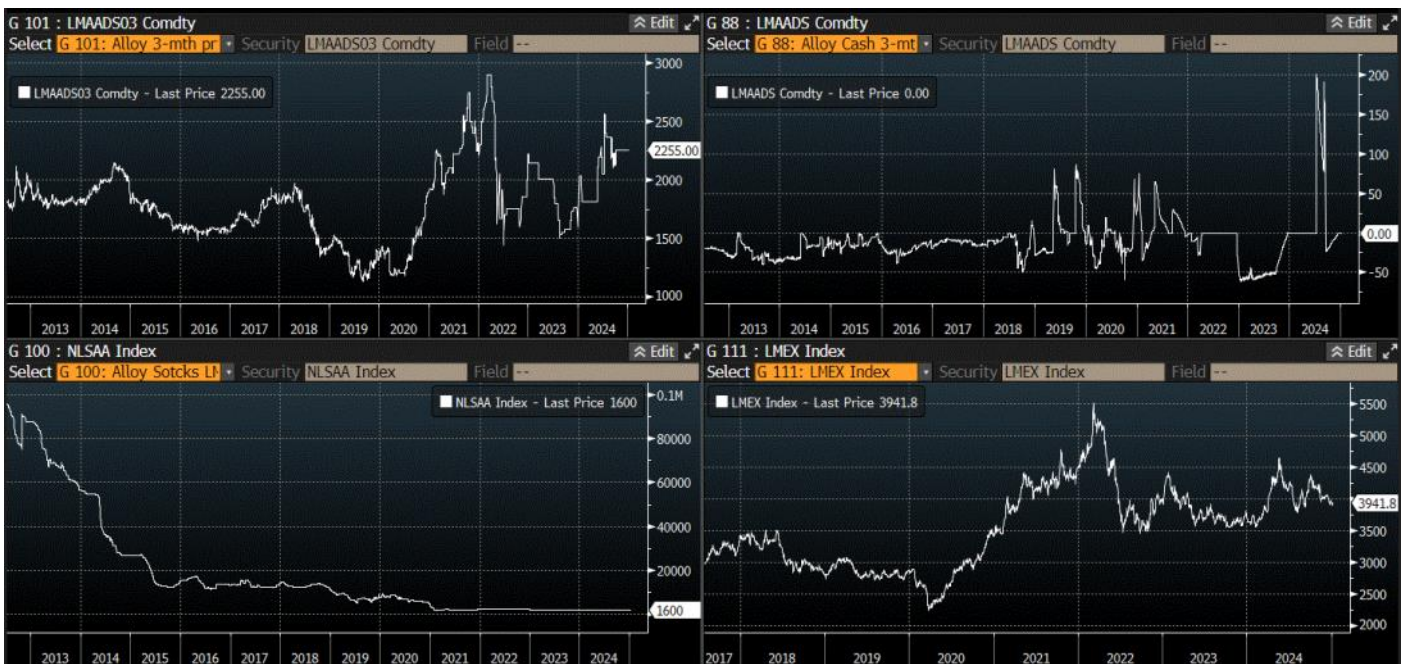 G 101 : LMAADS03 Comdty
Edit
Select G 101: Alloy 3-mth pr Security LMAADS03 Comdty Field --
LMAADS03 Comdty - Last Price 2255.00
3000
2500
2255.00
2000
1500
1000
2013 2014 2015 2016 2017 2018 2019 2020 2021 2022 2023 2024
G 88 : LMAADS Comdty
Edit
Select G 88: Alloy Cash 3-mt Security LMAADS Comdty Field --
LMAADS Comdty - Last Price 0.00
200
150
100
50
0.00
-50
2013 2014 2015 2016 2017 2018 2019 2020 2021 2022 2023 2024
G 100 : NLSAA Index
Edit
Select G 100: Alloy Sotcks LM Security NLSAA Index Field --
NLSAA Index - Last Price 1600
0.1M
80000
60000
40000
20000
1600
2013 2014 2015 2016 2017 2018 2019 2020 2021 2022 2023 2024
G 111 : LMEX Index
Edit
Select G 111: LMEX Index Security LMEX Index Field --
LMEX Index - Last Price 3941.8
5500
5000
4500
3941.8
3500
3000
2500
2000
2017 2018 2019 2020 2021 2022 2023 2024